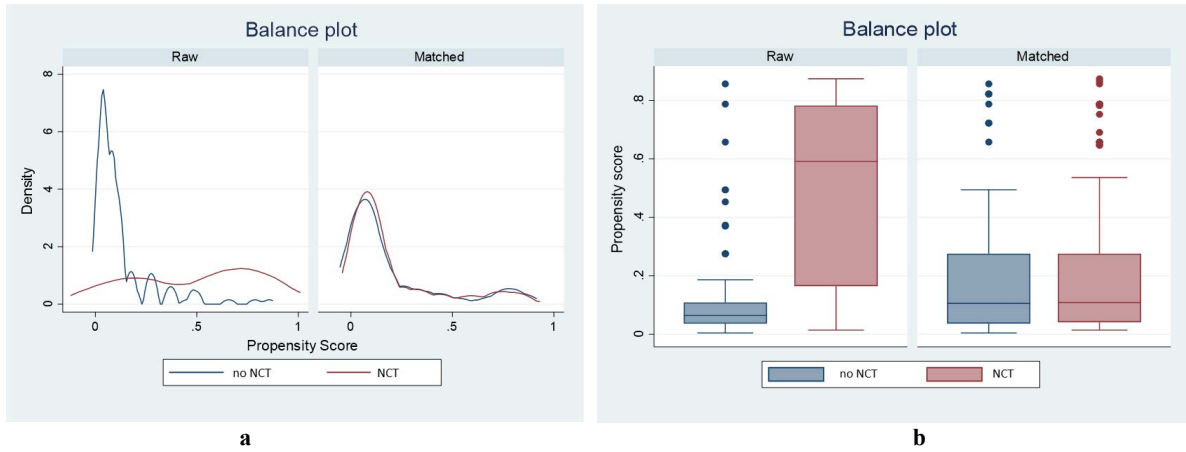 Balance plot
Raw
Matched
8
6
4
2
0
Density
0
.5
1
0
.5
1
Propensity Score
no NCT
NCT
a
Balance plot
Raw
Matched
.8
.6
.4
.2
0
Propensity score
no NCT
NCT
b